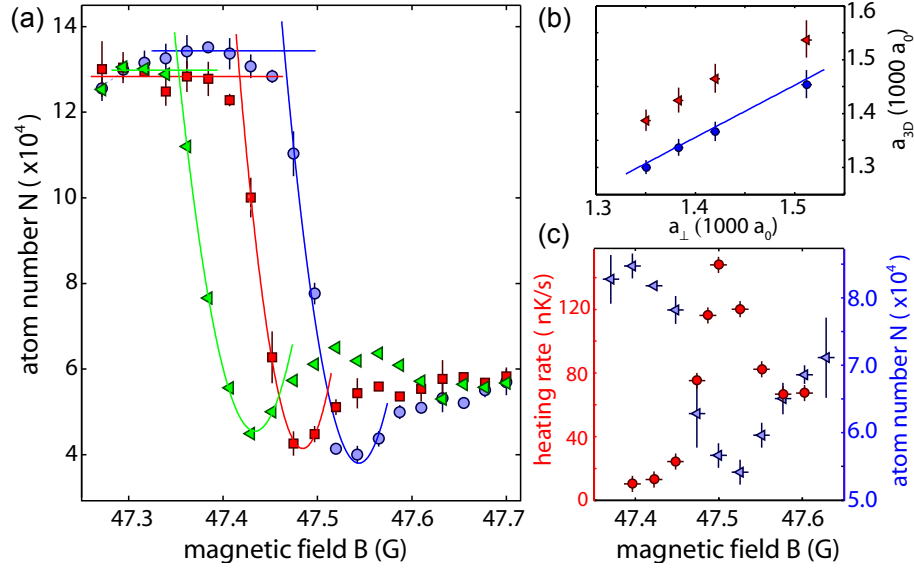 (a)
14
12
10
8
6
4
atom number N ( x10⁴)
47.3
47.4
47.5
47.6
47.7
magnetic field B (G)
(b)
1.6
1.5
1.4
1.3
a3D (1000 a0)
1.3
1.4
1.5
a⊥ (1000 a0)
(c)
120
80
40
0
heating rate ( nK/s)
8.0
7.0
6.0
5.0
atom number N ( x10⁴)
47.4
47.5
47.6
magnetic field B (G)